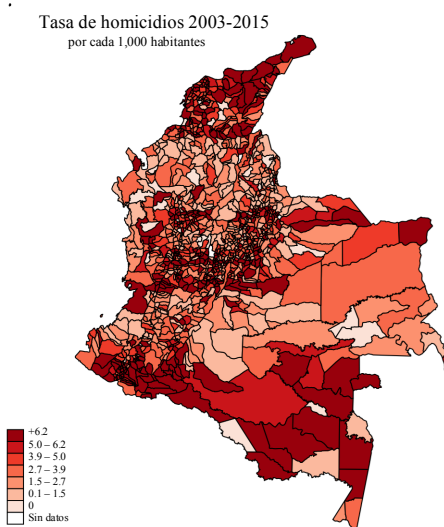 Tasa de homicidios 2003-2015
por cada 1,000 habitantes
+6.2
5.0 – 6.2
3.9 – 5.0
2.7 – 3.9
1.5 – 2.7
0.1 – 1.5
0
Sin datos